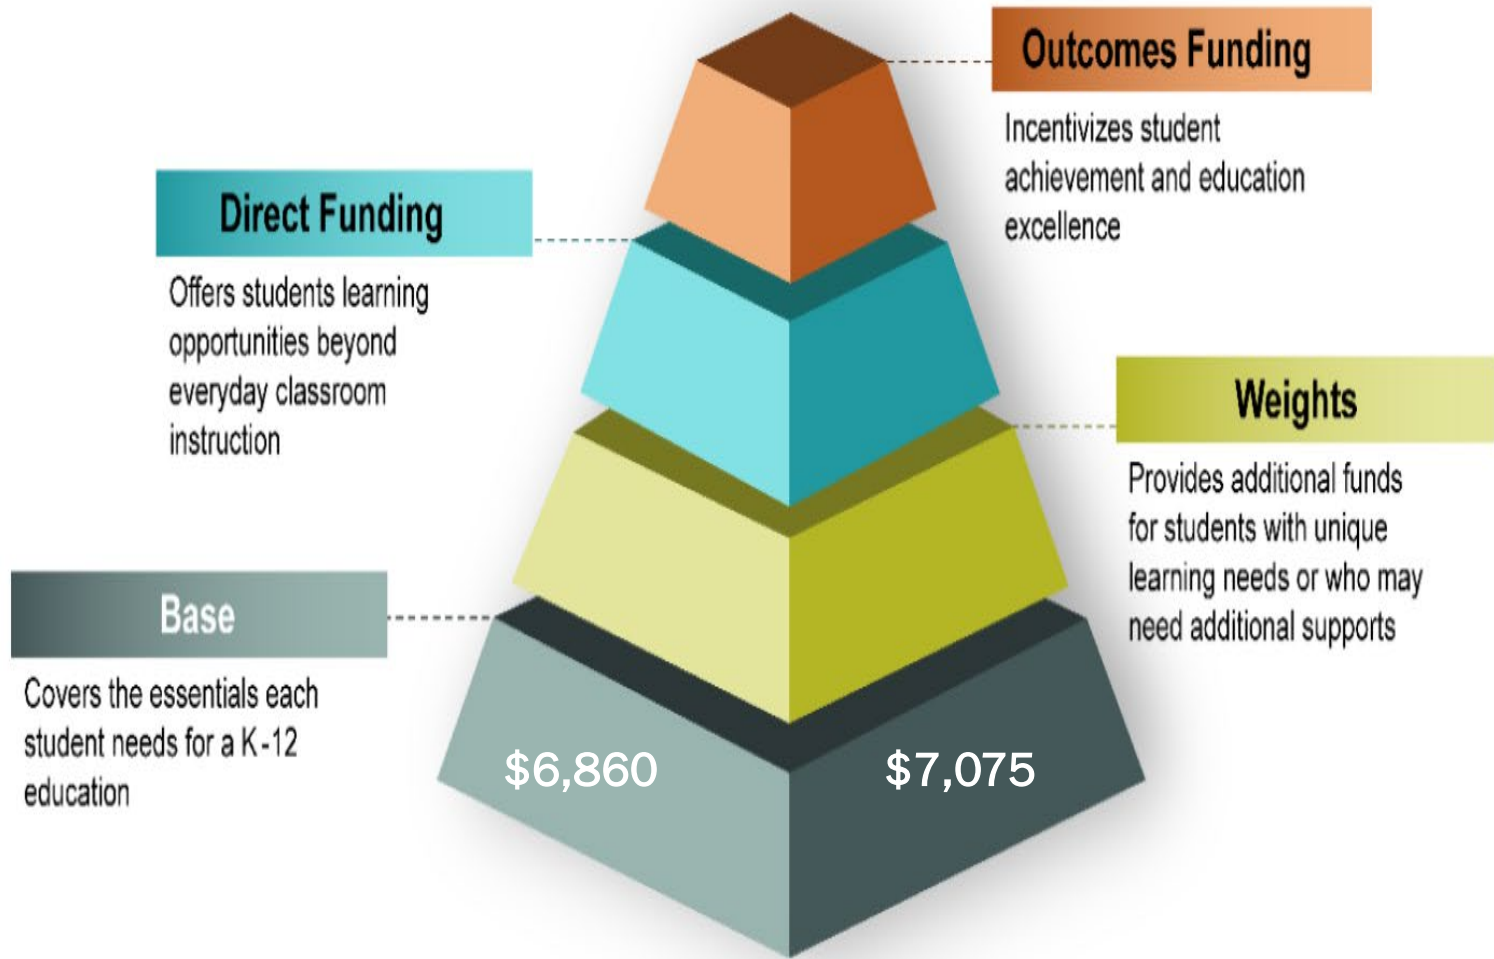 Outcomes Funding
Incentivizes student
achievement and education
excellence
Direct Funding
Offers students learning
opportunities beyond
everyday classroom
instruction
Weights
Provides additional funds
for students with unique
learning needs or who may
need additional supports
Base
Covers the essentials each
student needs for a K-12
education
$6,860
$7,075